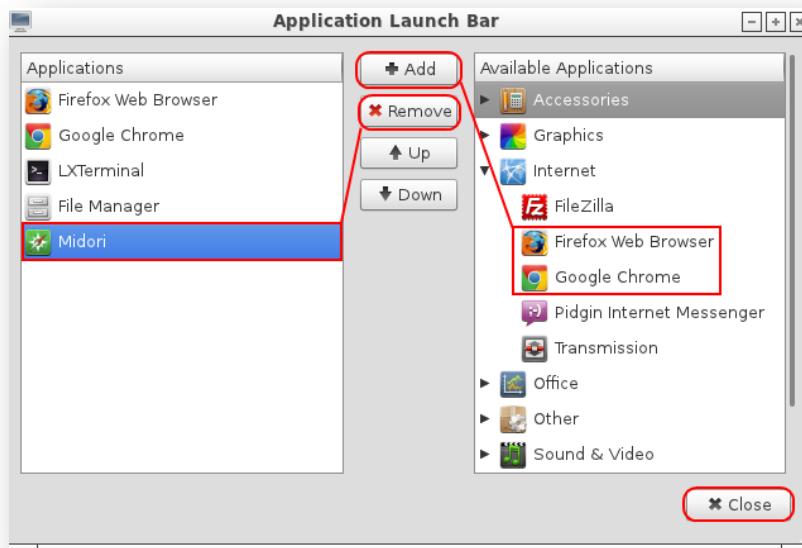 Application Launch Bar
Applications
Firefox Web Browser
Google Chrome
LXTerminal
File Manager
Midori
Add
Remove
Up
Down
Available Applications
Accessories
Graphics
Internet
FileZilla
Firefox Web Browser
Google Chrome
Pidgin Internet Messenger
Transmission
Office
Other
Sound & Video
Close